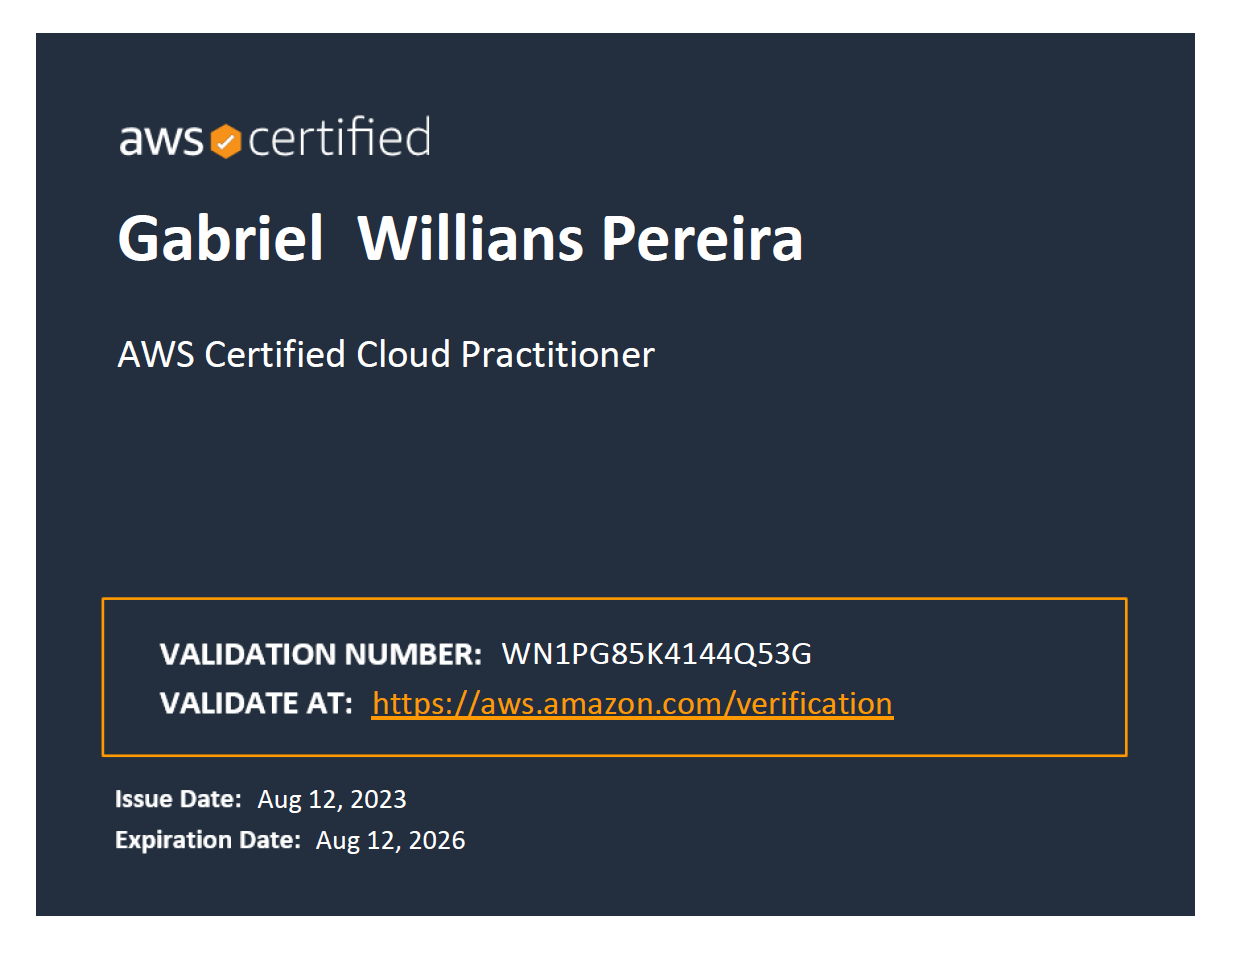 aws certified
Gabriel  Willians Pereira
AWS Certified Cloud Practitioner
VALIDATION NUMBER: WN1PG85K4144Q53G
VALIDATE AT: https://aws.amazon.com/verification
Issue Date: Aug 12, 2023
Expiration Date: Aug 12, 2026